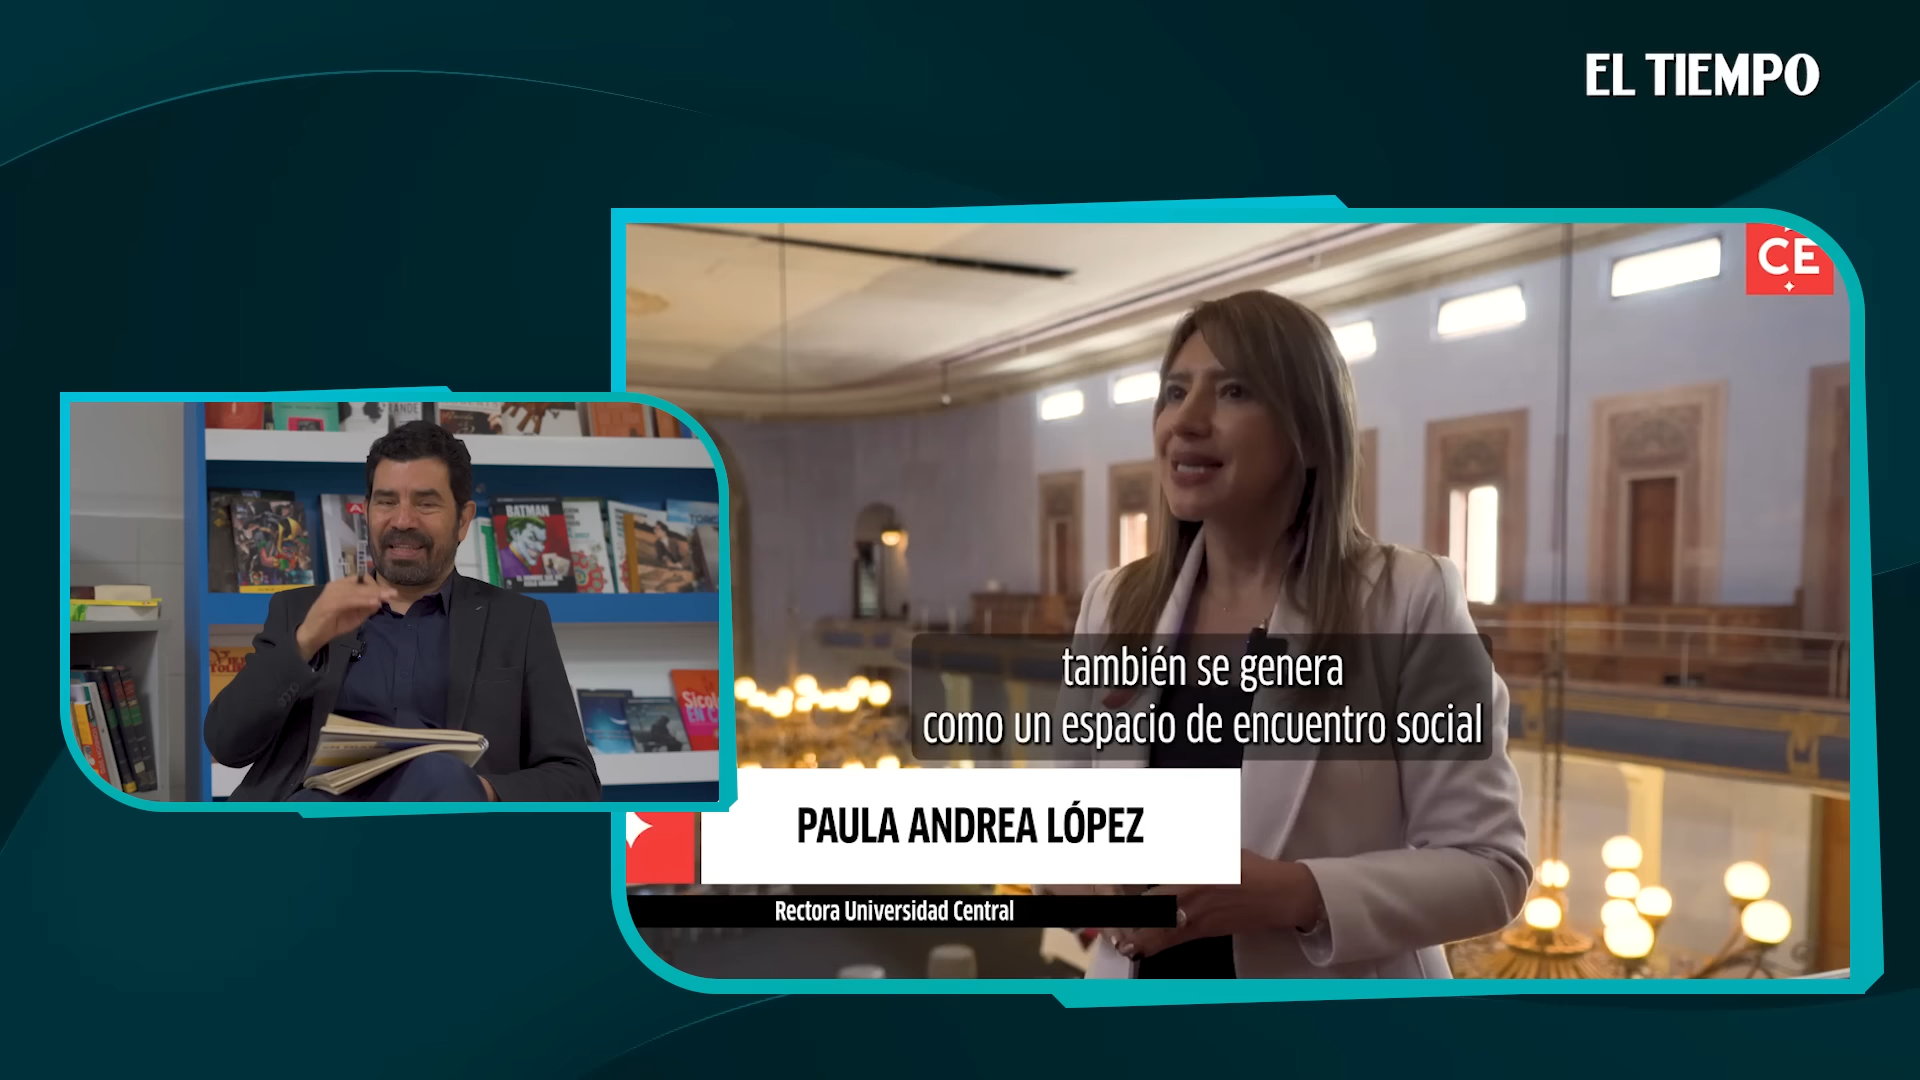 EL TIEMPO
CE
BATMAN
también se genera
como un espacio de encuentro social
PAULA ANDREA LÓPEZ
Rectora Universidad Central